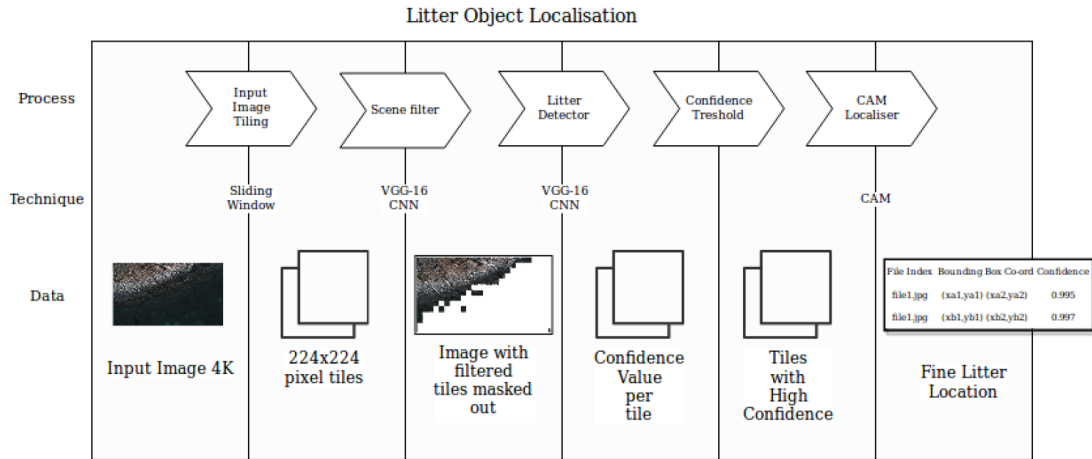 Litter Object Localisation
Process
Input
Image
Tiling
Scene filter
Litter
Detector
Confidence
Treshold
CAM
Localiser
Technique
Sliding
Window
VGG-16
CNN
VGG-16
CNN
CAM
Data
File Index Bounding Box Co-ord Confidence
file1.jpg (xa1,ya1) (xa2,ya2) 0.995
file1.jpg (xb1,yb1) (xb2,yb2) 0.997
Input Image 4K
224x224
pixel tiles
Image with
filtered
tiles masked
out
Confidence
Value
per
tile
Tiles
with
High
Confidence
Fine Litter
Location